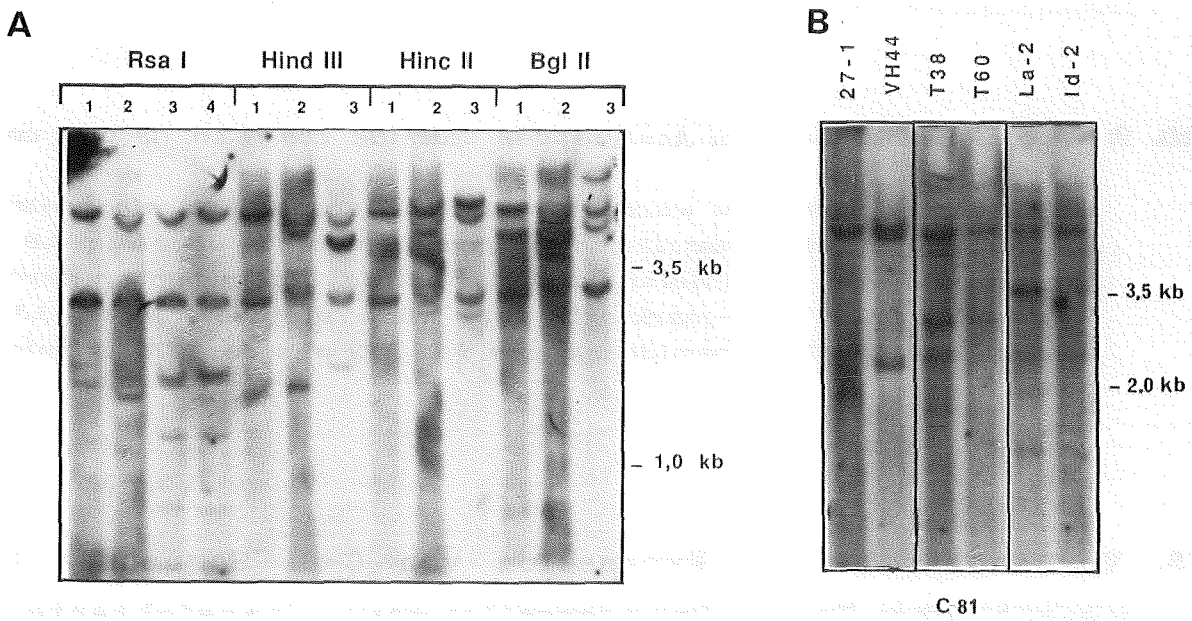 A
Rsa I Hind III Hinc II Bgl II
1 2 3 4 1 2 3 1 2 3 1 2 3
- 3,5 kb
- 1,0 kb
B
27-1 VH44 T38 T60 La-2 Id-2
- 3,5 kb
- 2,0 kb
C-81